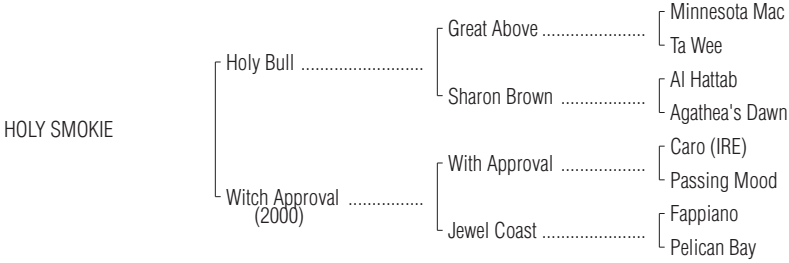 Minnesota Mac
Great Above ......................
Ta Wee
Holy Bull ..........................
Al Hattab
Sharon Brown ..................
Agathea's Dawn
HOLY SMOKIE
Caro (IRE)
With Approval ..................
Passing Mood
Witch Approval ................
(2000)
Fappiano
Jewel Coast ......................
Pelican Bay